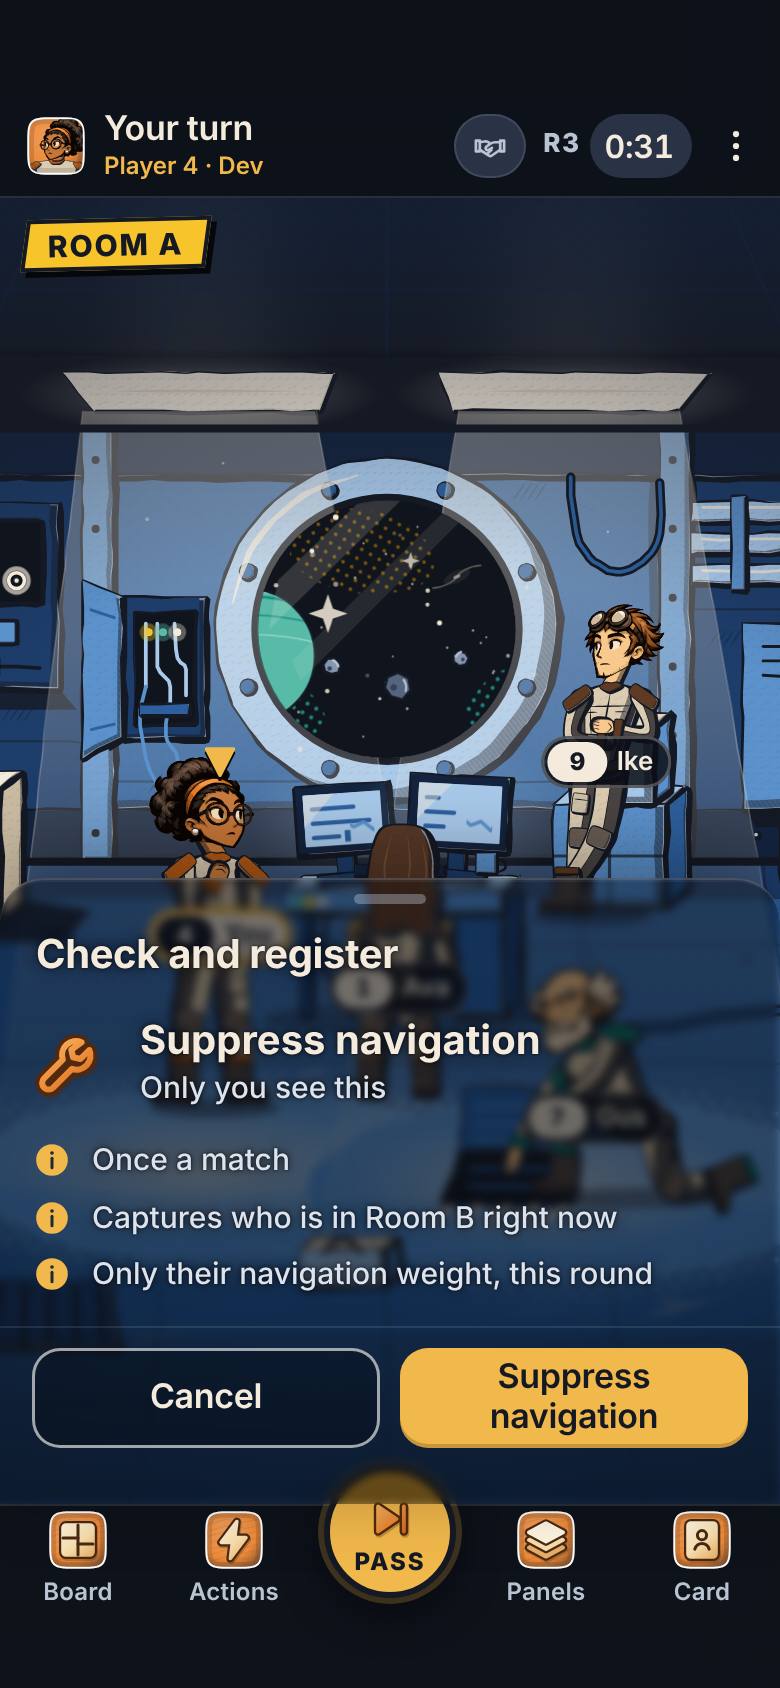 Your turn
Player 4 · Dev
R3
0:31
ROOM A
9 Ike
Check and register
Suppress navigation
Only you see this
Once a match
Captures who is in Room B right now
Only their navigation weight, this round
Cancel
Suppress
navigation
PASS
Board
Actions
Panels
Card